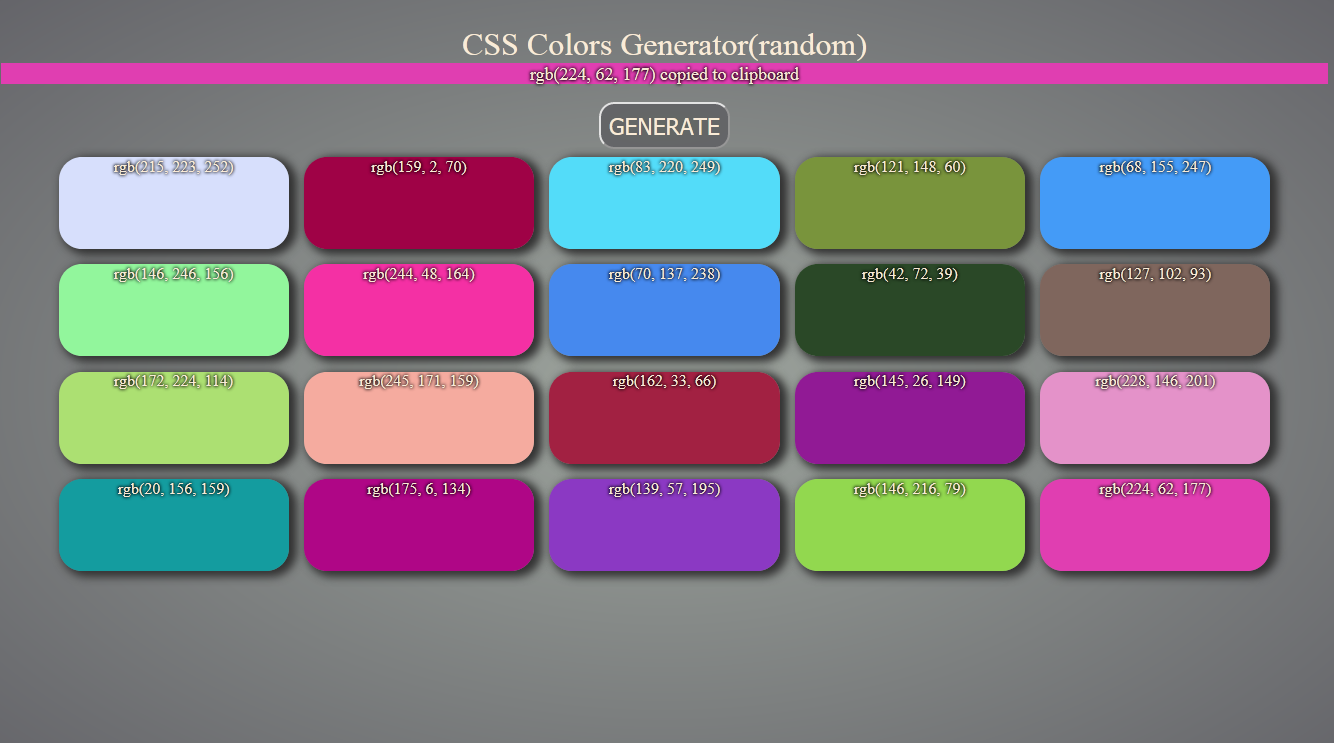 CSS Colors Generator(random)
rgb(224, 62, 177) copied to clipboard
GENERATE
rgb(215, 223, 252) rgb(159, 2, 70) rgb(83, 220, 249) rgb(121, 148, 60) rgb(68, 155, 247)
rgb(146, 246, 156) rgb(244, 48, 164) rgb(70, 137, 238) rgb(42, 72, 39) rgb(127, 102, 93)
rgb(172, 224, 114) rgb(245, 171, 159) rgb(162, 33, 66) rgb(145, 26, 149) rgb(228, 146, 201)
rgb(20, 156, 159) rgb(175, 6, 134) rgb(139, 57, 195) rgb(146, 216, 79) rgb(224, 62, 177)